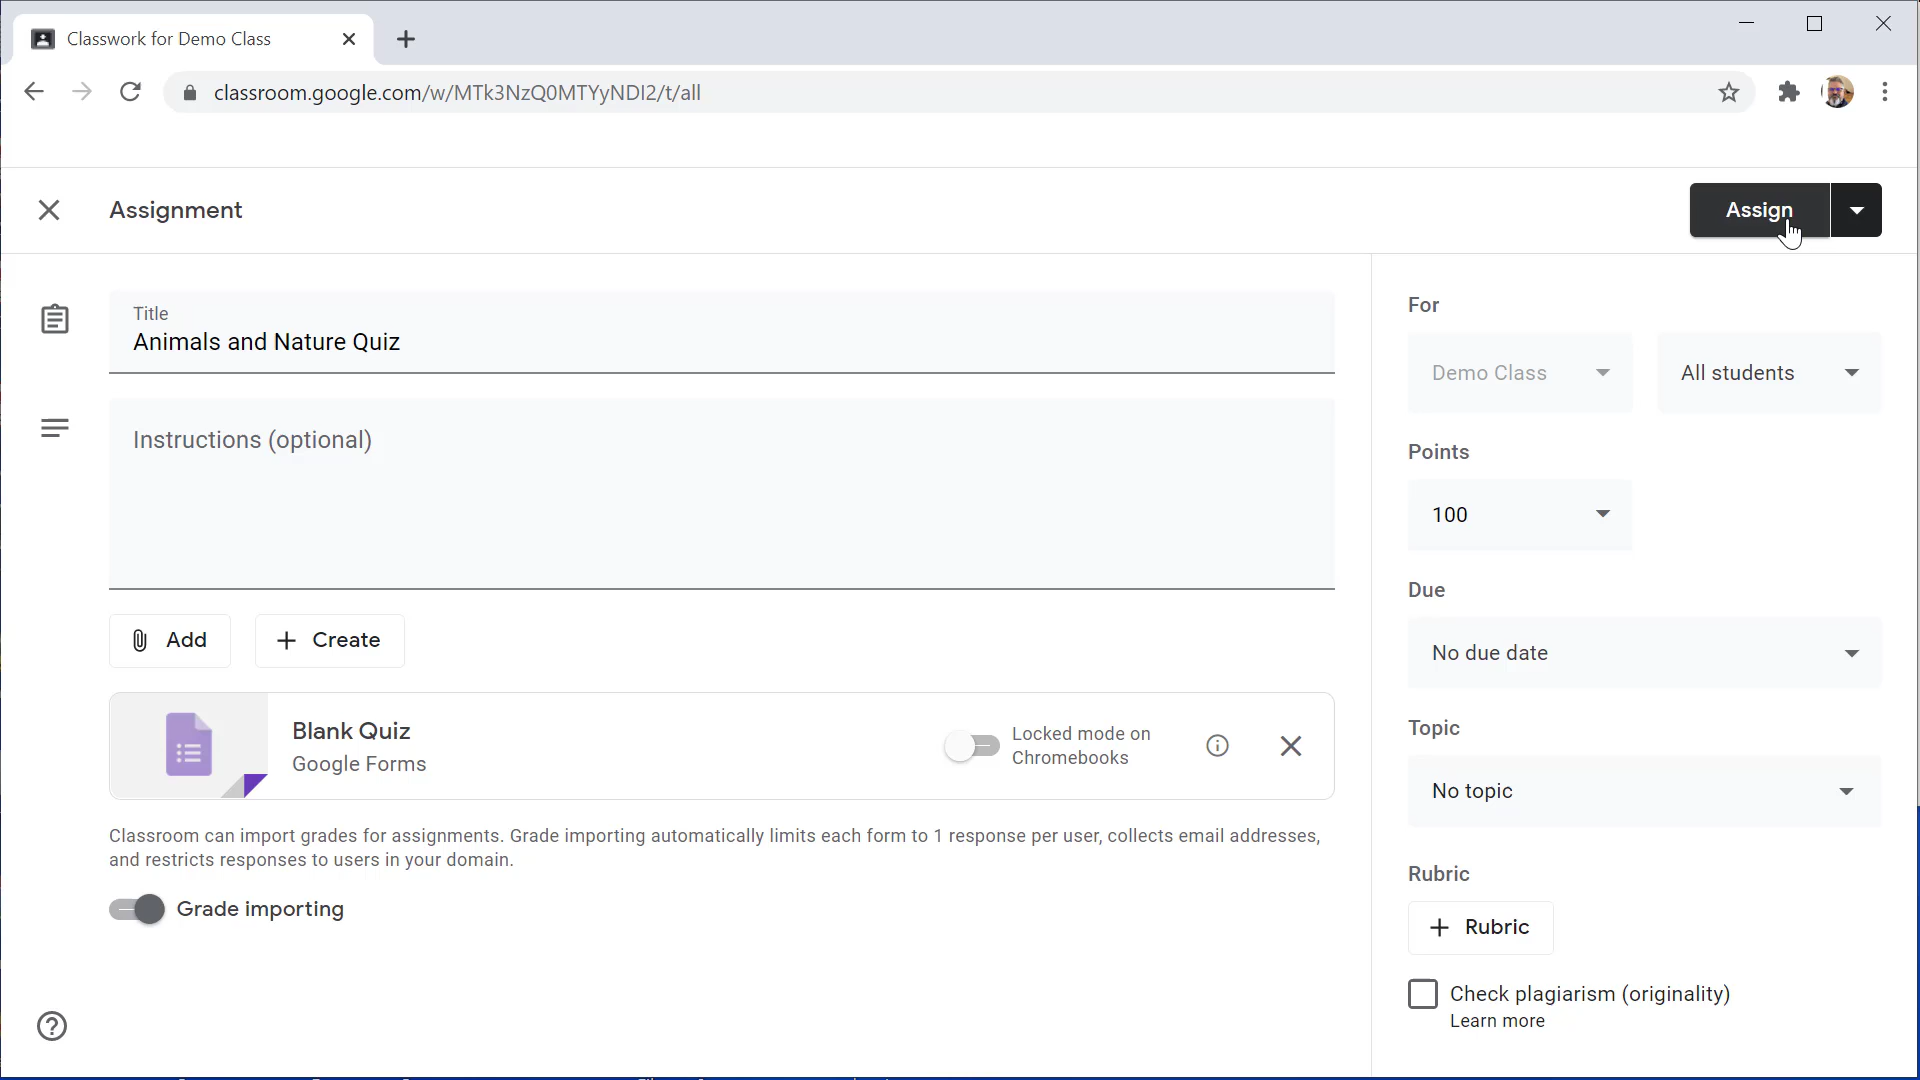 Classwork for Demo Class
classroom.google.com/w/MTk3NzQ0MTYyNDI2/t/all
Assignment
Assign
Title
Animals and Nature Quiz
Instructions (optional)
Add
Create
Blank Quiz
Google Forms
Locked mode on
Chromebooks
Classroom can import grades for assignments. Grade importing automatically limits each form to 1 response per user, collects email addresses,
and restricts responses to users in your domain.
Grade importing
For
Demo Class
All students
Points
100
Due
No due date
Topic
No topic
Rubric
Rubric
Check plagiarism (originality)
Learn more